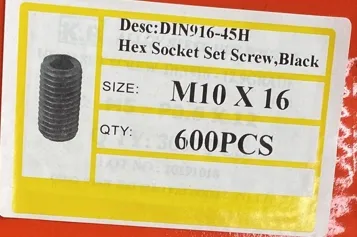 Desc:DIN916-45H
Hex Socket Set Screw,Black
SIZE: M10 X 16
QTY: 600PCS